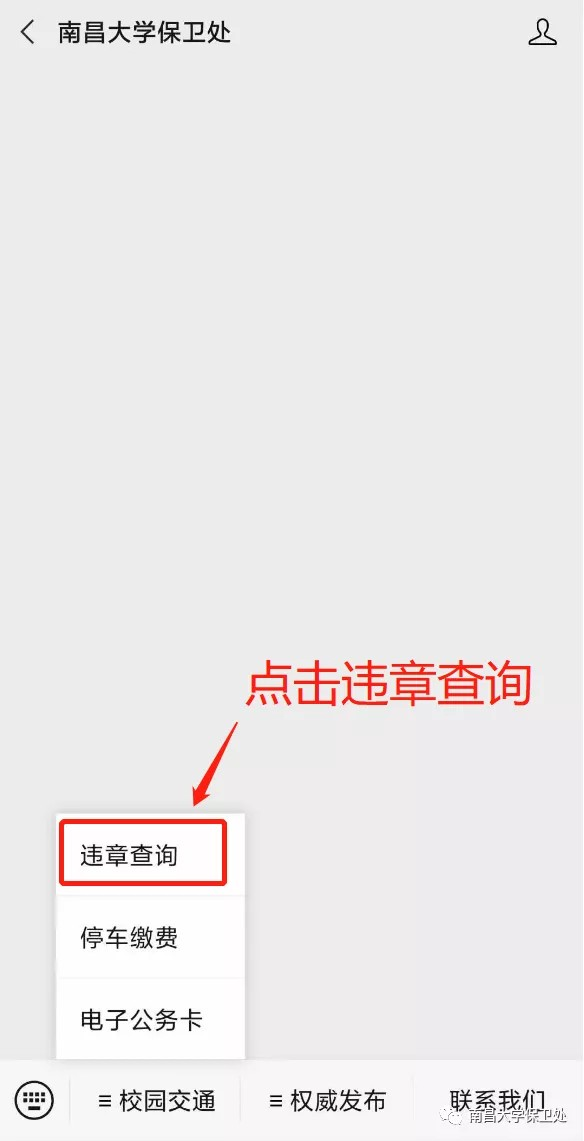 南昌大学保卫处
点击违章查询
违章查询
停车缴费
电子公务卡
≡ 校园交通
≡ 权威发布
联系我们
南昌大学保卫处